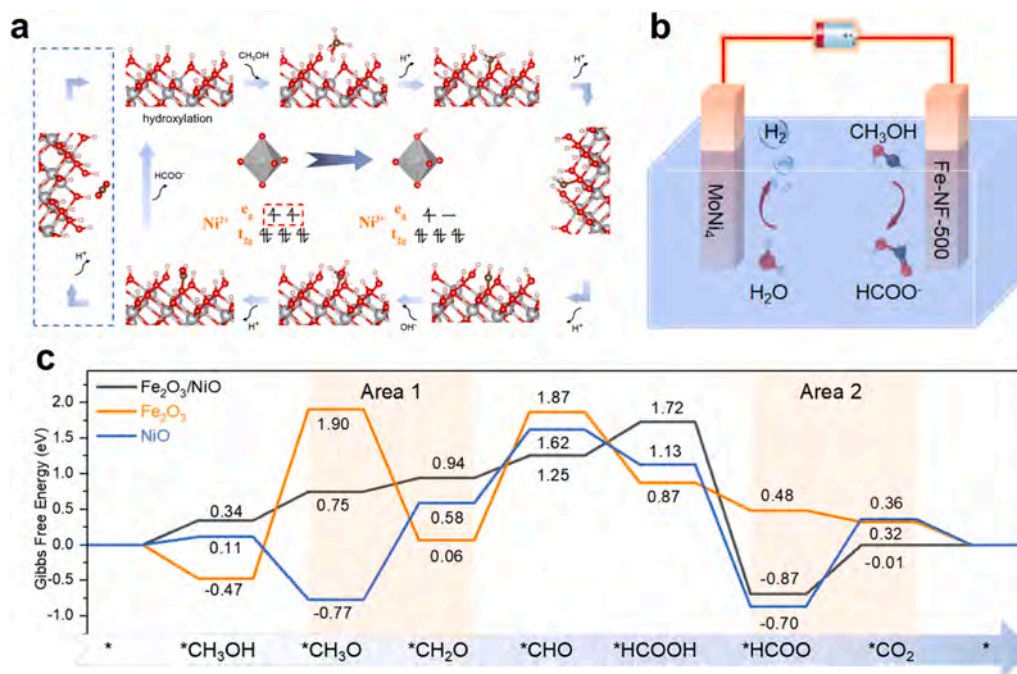 a
CH₃OH
H⁺
H⁺
hydroxylation
HCOO⁻
Ni²⁺ e_g
t_2g
Ni³⁺ e_g
t_2g
H⁺
H⁺
OH⁻
H⁺
b
H₂
CH₃OH
MoNi₄
Fe-NF-500
H₂O
HCOO⁻
c
Fe₂O₃/NiO
Fe₂O₃
NiO
Area 1
Area 2
Gibbs Free Energy (eV)
2.0
1.5
1.0
0.5
0.0
-0.5
-1.0
0.34
0.11
-0.47
1.90
0.75
-0.77
0.94
0.58
0.06
1.87
1.62
1.25
1.72
1.13
0.87
0.48
-0.87
-0.70
0.36
0.32
-0.01
* *CH₃OH *CH₃O *CH₂O *CHO *HCOOH *HCOO *CO₂ *